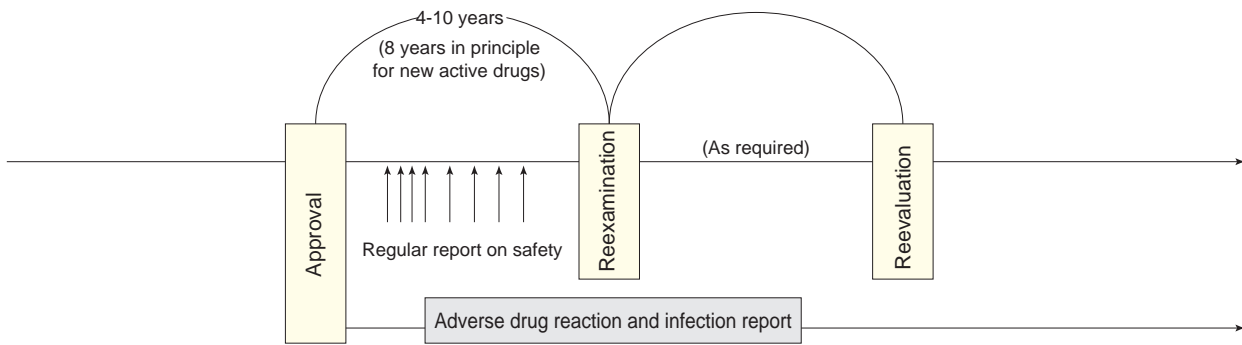 4-10 years
(8 years in principle
for new active drugs)
Approval
Regular report on safety
Reexamination
(As required)
Reevaluation
Adverse drug reaction and infection report